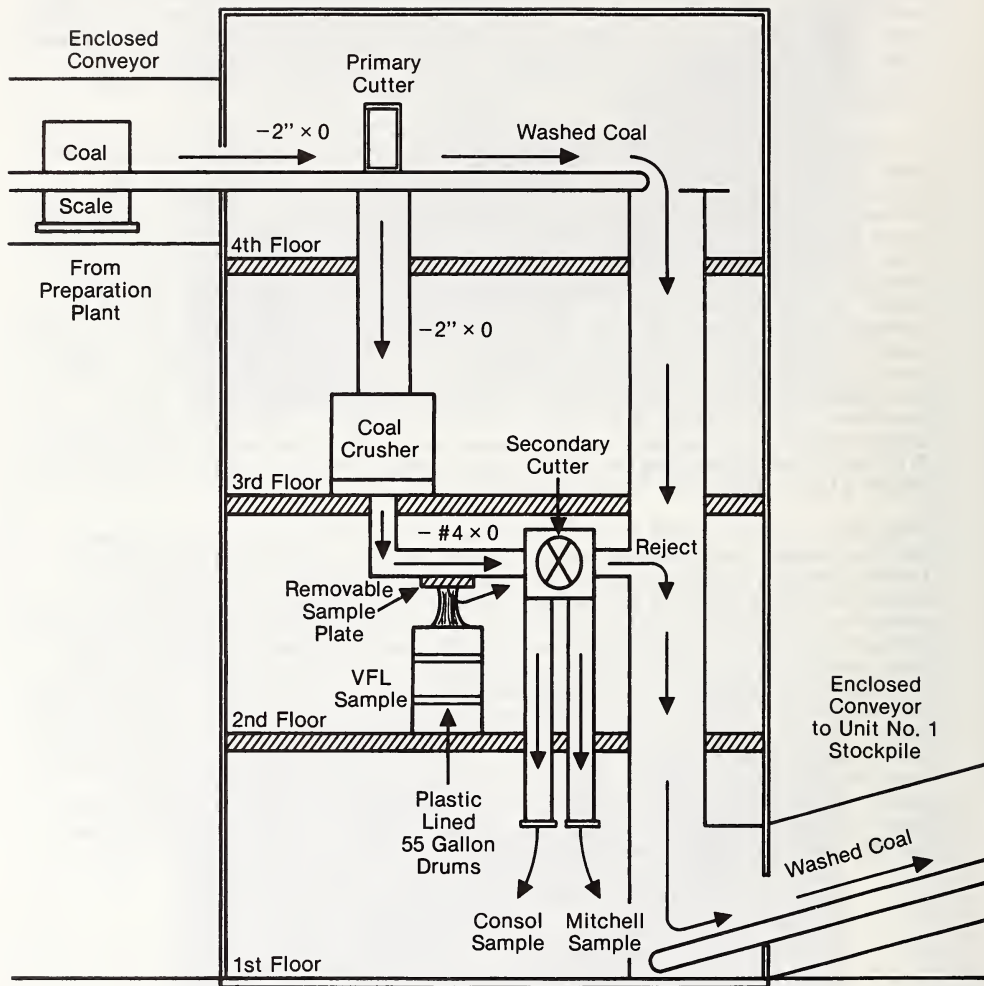 Enclosed
Conveyor
Primary
Cutter
−2" × 0
Washed Coal
Coal
Scale
4th Floor
From
Preparation
Plant
−2" × 0
Coal
Crusher
Secondary
Cutter
3rd Floor
− #4 × 0
Reject
Removable
Sample
Plate
VFL
Sample
2nd Floor
Enclosed
Conveyor
to Unit No. 1
Stockpile
Plastic
Lined
55 Gallon
Drums
Washed Coal
Consol
Sample
Mitchell
Sample
1st Floor